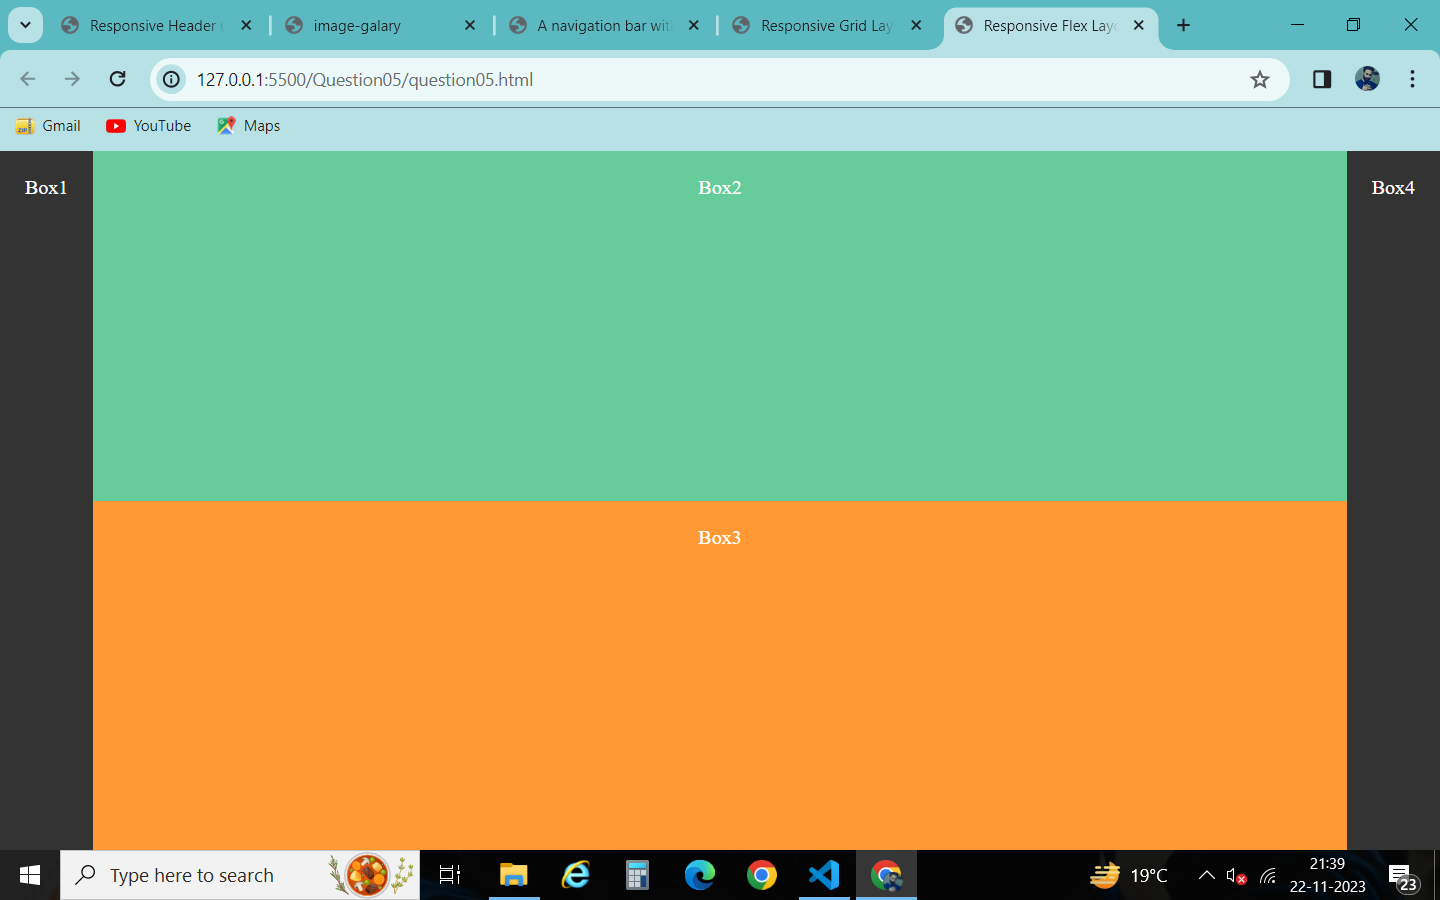 Responsive Header
image-galary
A navigation bar wit
Responsive Grid Lay
Responsive Flex Layo
127.0.0.1:5500/Question05/question05.html
Gmail
YouTube
Maps
Box1
Box2
Box4
Box3
Type here to search
19°C
21:39
22-11-2023
23